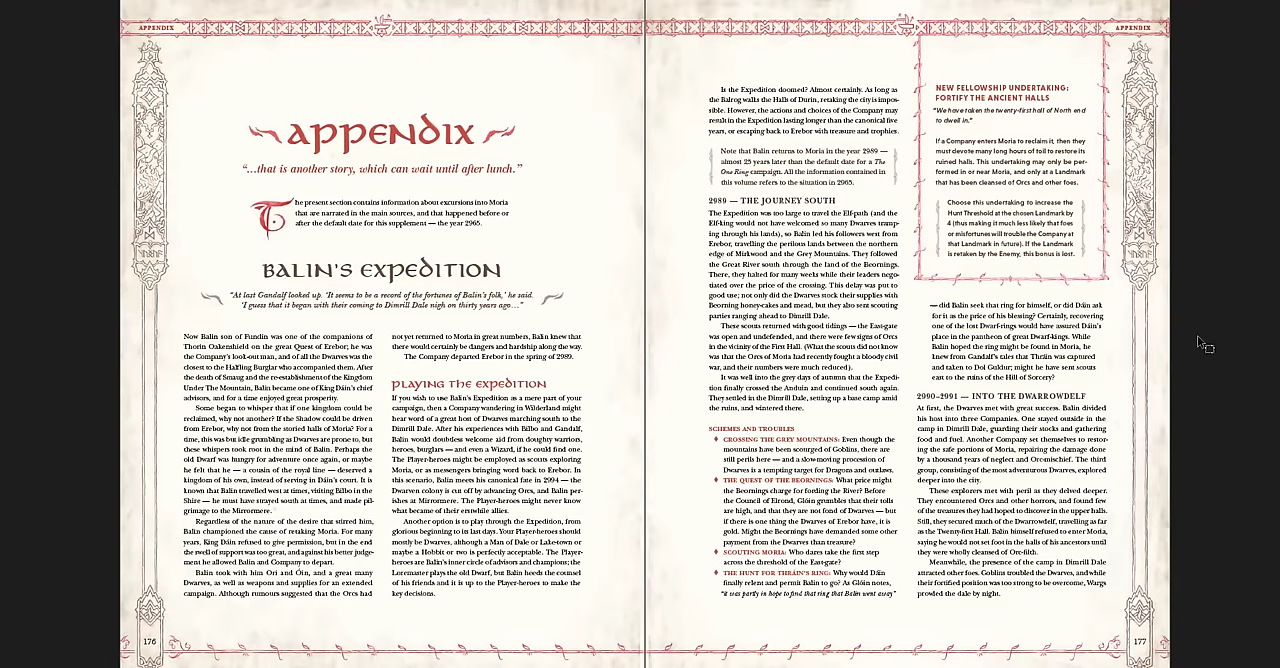 APPENDIX
APPENDIX
“...that is another story, which can wait until after lunch.”
The present section contains information about excursions into Moria
that are narrated in the main sources, and that happened before or
after the default date for this supplement — the year 2965.
BALIN’S EXPEDITION
“At last Gandalf looked up. ‘It seems to be a record of the fortunes of Balin’s folk,’ he said.
‘I guess that it began with their coming to Dimrill Dale nigh on thirty years ago...”
Now Balin son of Fundin was one of the companions of
Thorin Oakenshield on the great Quest of Erebor; he was
the Company’s look-out man, and of all the Dwarves was the
closest to the Halfling Burglar who accompanied them. After
the death of Smaug and the re-establishment of the Kingdom
Under The Mountain, Balin became one of King Dáin’s chief
advisors, and for a time enjoyed great prosperity.
Some began to whisper that if one kingdom could be
reclaimed, why not another? If the Shadow could be driven
from Erebor, why not from the storied halls of Moria? For a
time, this was but idle grumbling as Dwarves are prone to, but
these whispers took root in the mind of Balin. Perhaps the
old Dwarf was hungry for adventure once again, or maybe
he felt that he — a cousin of the royal line — deserved a
kingdom of his own, instead of serving in Dáin’s court. It is
known that Balin travelled west at times, visiting Bilbo in the
Shire — he must have strayed south at times, and made pil-
grimage to the Mirrormere.
Regardless of the nature of the desire that stirred him,
Balin championed the cause of retaking Moria. For many
years, King Dáin refused to give permission, but in the end
the swell of support was too great, and against his better judge-
ment he allowed Balin and Company to depart.
Balin took with him Ori and Óin, and a great many
Dwarves, as well as weapons and supplies for an extended
campaign. Although rumours suggested that the Orcs had
not yet returned to Moria in great numbers, Balin knew that
there would certainly be dangers and hardship along the way.
The Company departed Erebor in the spring of 2989.
PLAYING THE EXPEDITION
If you wish to use Balin’s Expedition as a mere part of your
campaign, then a Company wandering in Wilderland might
hear word of a great host of Dwarves marching south to the
Dimrill Dale. After his experiences with Bilbo and Gandalf,
Balin would doubtless welcome aid from doughty warriors,
heroes, burglars — and even a Wizard, if he could find one.
The Player-heroes might be employed as scouts exploring
Moria, or as messengers bringing word back to Erebor. In
this scenario, Balin meets his canonical fate in 2994 — the
Dwarven colony is cut off by advancing Orcs, and Balin per-
ishes at Mirrormere. The Player-heroes might never know
what became of their erstwhile allies.
Another option is to play through the Expedition, from
glorious beginning to its last days. Your Player-heroes should
mostly be Dwarves, although a Man of Dale or Lake-town or
maybe a Hobbit or two is perfectly acceptable. The Player-
heroes are Balin’s inner circle of advisors and champions; the
Loremaster plays the old Dwarf, but Balin heeds the counsel
of his friends and it is up to the Player-heroes to make the
key decisions.
176
APPENDIX
Is the Expedition doomed? Almost certainly. As long as
the Balrog walks the Halls of Durin, retaking the city is impos-
sible. However, the actions and choices of the Company may
result in the Expedition lasting longer than the canonical five
years, or escaping back to Erebor with treasure and trophies.
Note that Balin returns to Moria in the year 2989 —
almost 25 years later than the default date for a The
One Ring campaign. All the information contained in
this volume refers to the situation in 2965.
2989 — THE JOURNEY SOUTH
The Expedition was too large to travel the Elf-path (and the
Elf-king would not have welcomed so many Dwarves tramp-
ing through his lands), so Balin led his followers went from
Erebor, travelling the perilous lands between the northern
edge of Mirkwood and the Grey Mountains. They followed
the Great River south through the land of the Beornings.
There, they halted for many weeks while their leaders nego-
tiated over the price of the crossing. This delay was put to
good use; not only did the Dwarves stock their supplies with
Beorning honey-cakes and mead, but they also sent scouting
parties ranging ahead to Dimrill Dale.
These scouts returned with good tidings — the East-gate
was open and undefended, and there were few signs of Orcs
in the vicinity of the First Hall. (What the scouts did not know
was that the Orcs of Moria had recently fought a bloody civil
war, and their numbers were much reduced).
It was well into the grey days of autumn that the Expedi-
tion finally crossed the Anduin and continued south again.
They settled in the Dimrill Dale, setting up a base camp amid
the ruins, and wintered there.
SCHEMES AND TROUBLES
♦ CROSSING THE GREY MOUNTAINS: Even though the
mountains have been scourged of Goblins, there are
still perils here — and a slow-moving procession of
Dwarves is a tempting target for Dragons and outlaws.
♦ THE QUEST OF THE BEORNINGS: What price might
the Beornings charge for fording the River? Before
the Council of Elrond, Glóin grumbles that their tolls
are high, and that they are not fond of Dwarves — but
if there is one thing the Dwarves of Erebor have, it is
gold. Might the Beornings have demanded some other
payment from the Dwarves than treasure?
♦ SCOUTING MORIA: Who dares take the first step
across the threshold of the East-gate?
♦ THE HUNT FOR THRÁIN’S RING: Why would Dáin
finally relent and permit Balin to go? As Glóin notes,
“it was partly in hope to find that ring that Balin went away”
NEW FELLOWSHIP UNDERTAKING:
FORTIFY THE ANCIENT HALLS
“We have taken the twenty-first hall of North end
to dwell in.”
If a Company enters Moria to reclaim it, then they
must devote many long hours of toil to restore its
ruined halls. This undertaking may only be per-
formed in or near Moria, and only at a Landmark
that has been cleansed of Orcs and other foes.
Choose this undertaking to increase the
Hunt Threshold at the chosen Landmark by
4 (thus making it much less likely that foes
or misfortunes will trouble the Company at
that Landmark in future). If the Landmark
is retaken by the Enemy, this bonus is lost.
— did Balin seek that ring for himself, or did Dáin ask
for it as the price of his blessing? Certainly, recovering
one of the lost Dwarf-rings would have assured Dáin’s
place in the pantheon of great Dwarf-kings. While
Balin hoped the ring might be found in Moria, he
knew from Gandalf’s tales that Thráin was captured
and taken to Dol Guldur; might he have sent scouts
east to the ruins of the Hill of Sorcery?
2990–2991 — INTO THE DWARROWDELF
At first, the Dwarves met with great success. Balin divided
his host into three Companies. One stayed outside in the
camp in Dimrill Dale, guarding their stocks and gathering
food and fuel. Another Company set themselves to restor-
ing the safe portions of Moria, repairing the damage done
by a thousand years of neglect and Orc-mischief. The third
group, consisting of the most adventurous Dwarves, explored
deeper into the city.
These explorers met with peril as they delved deeper.
They encountered Orcs and other horrors, and found few
of the treasures they had hoped to discover in the upper halls.
Still, they secured much of the Dwarrowdelf, travelling as far
as the Twenty-first Hall. Balin himself refused to enter Moria,
saying he would not set foot in the halls of his ancestors until
they were wholly cleansed of Orc-filth.
Meanwhile, the presence of the camp in Dimrill Dale
attracted other foes. Goblins troubled the Dwarves, and while
their fortified position was too strong to be overcome, Wargs
prowled the dale by night.
177